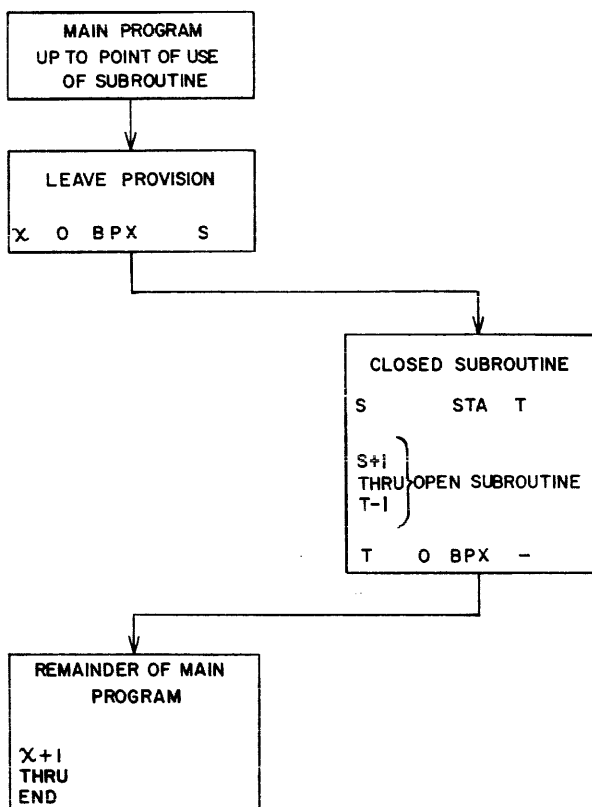 MAIN PROGRAM
UP TO POINT OF USE
OF SUBROUTINE
LEAVE PROVISION
χ O BPX S
CLOSED SUBROUTINE
S STA T
S+1
THRU OPEN SUBROUTINE
T-1
T O BPX -
REMAINDER OF MAIN
PROGRAM
χ+1
THRU
END